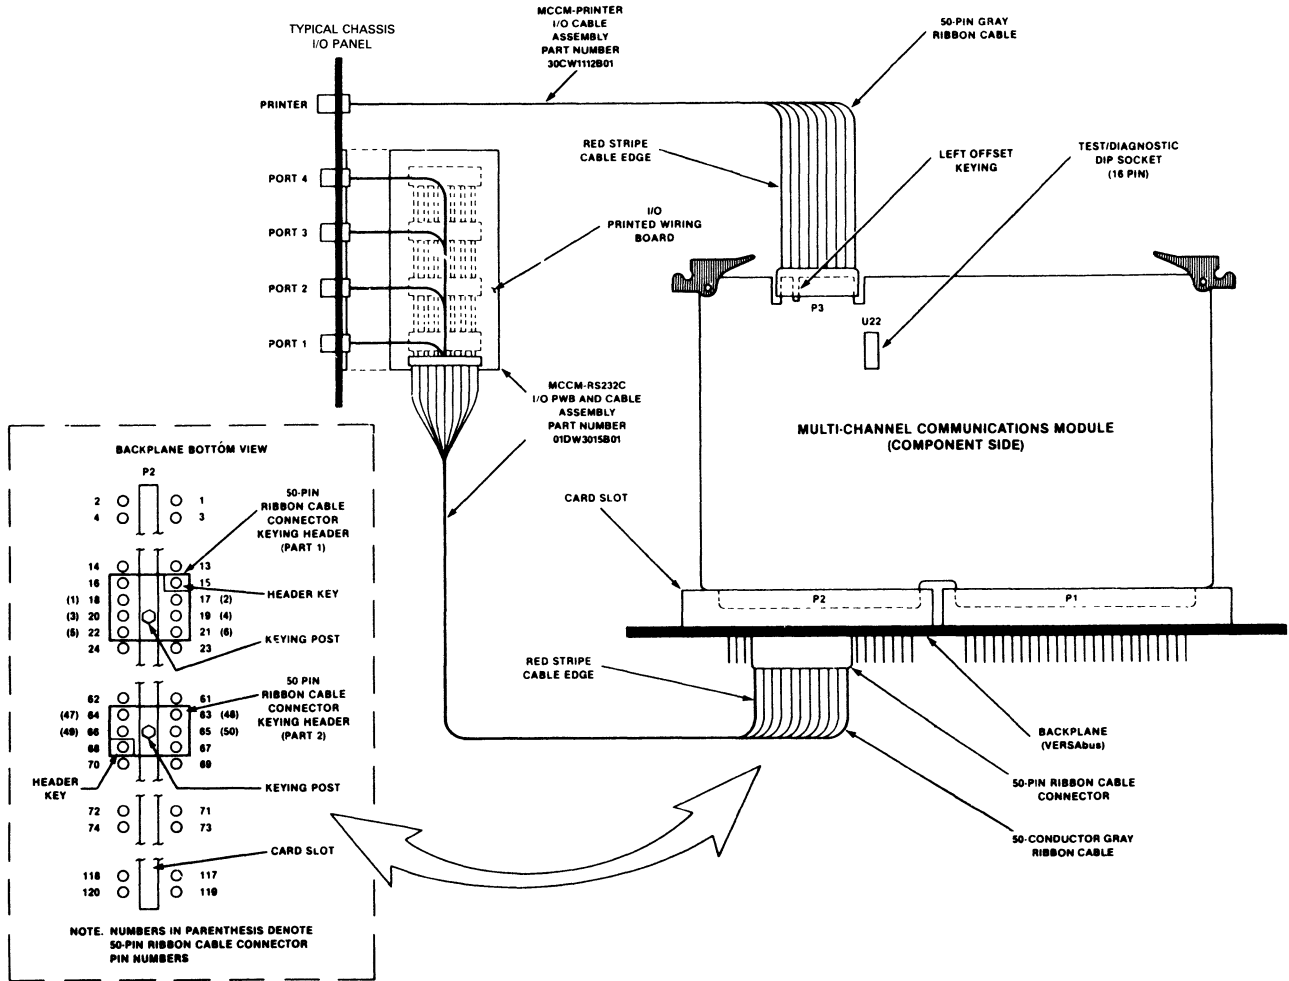 TYPICAL CHASSIS
I/O PANEL
MCCM-PRINTER
I/O CABLE
ASSEMBLY
PART NUMBER
30CW1112B01
50-PIN GRAY
RIBBON CABLE
PRINTER
PORT 4
PORT 3
PORT 2
PORT 1
RED STRIPE
CABLE EDGE
I/O
PRINTED WIRING
BOARD
LEFT OFFSET
KEYING
TEST/DIAGNOSTIC
DIP SOCKET
(16 PIN)
P3
U22
MCCM-RS232C
I/O PWB AND CABLE
ASSEMBLY
PART NUMBER
01DW3015B01
MULTI-CHANNEL COMMUNICATIONS MODULE
(COMPONENT SIDE)
CARD SLOT
P2
P1
RED STRIPE
CABLE EDGE
BACKPLANE
(VERSAbus)
50-PIN RIBBON CABLE
CONNECTOR
50-CONDUCTOR GRAY
RIBBON CABLE
BACKPLANE BOTTOM VIEW
P2
2 1
4 3
14 13
16 15
(1) 18 17 (2)
(3) 20 19 (4)
(5) 22 21 (6)
24 23
62 61
(47) 64 63 (48)
(49) 66 65 (50)
68 67
70 69
72 71
74 73
118 117
120 119
50-PIN
RIBBON CABLE
CONNECTOR
KEYING HEADER
(PART 1)
HEADER KEY
KEYING POST
50 PIN
RIBBON CABLE
CONNECTOR
KEYING HEADER
(PART 2)
HEADER
KEY
KEYING POST
CARD SLOT
NOTE. NUMBERS IN PARENTHESIS DENOTE
50-PIN RIBBON CABLE CONNECTOR
PIN NUMBERS